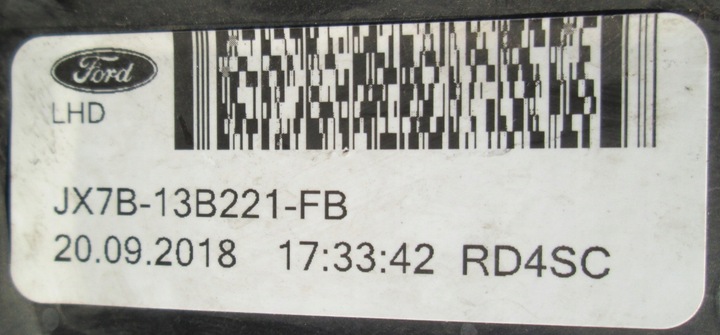 Ford
LHD
JX7B-13B221-FB
20.09.2018 17:33:42 RD4SC